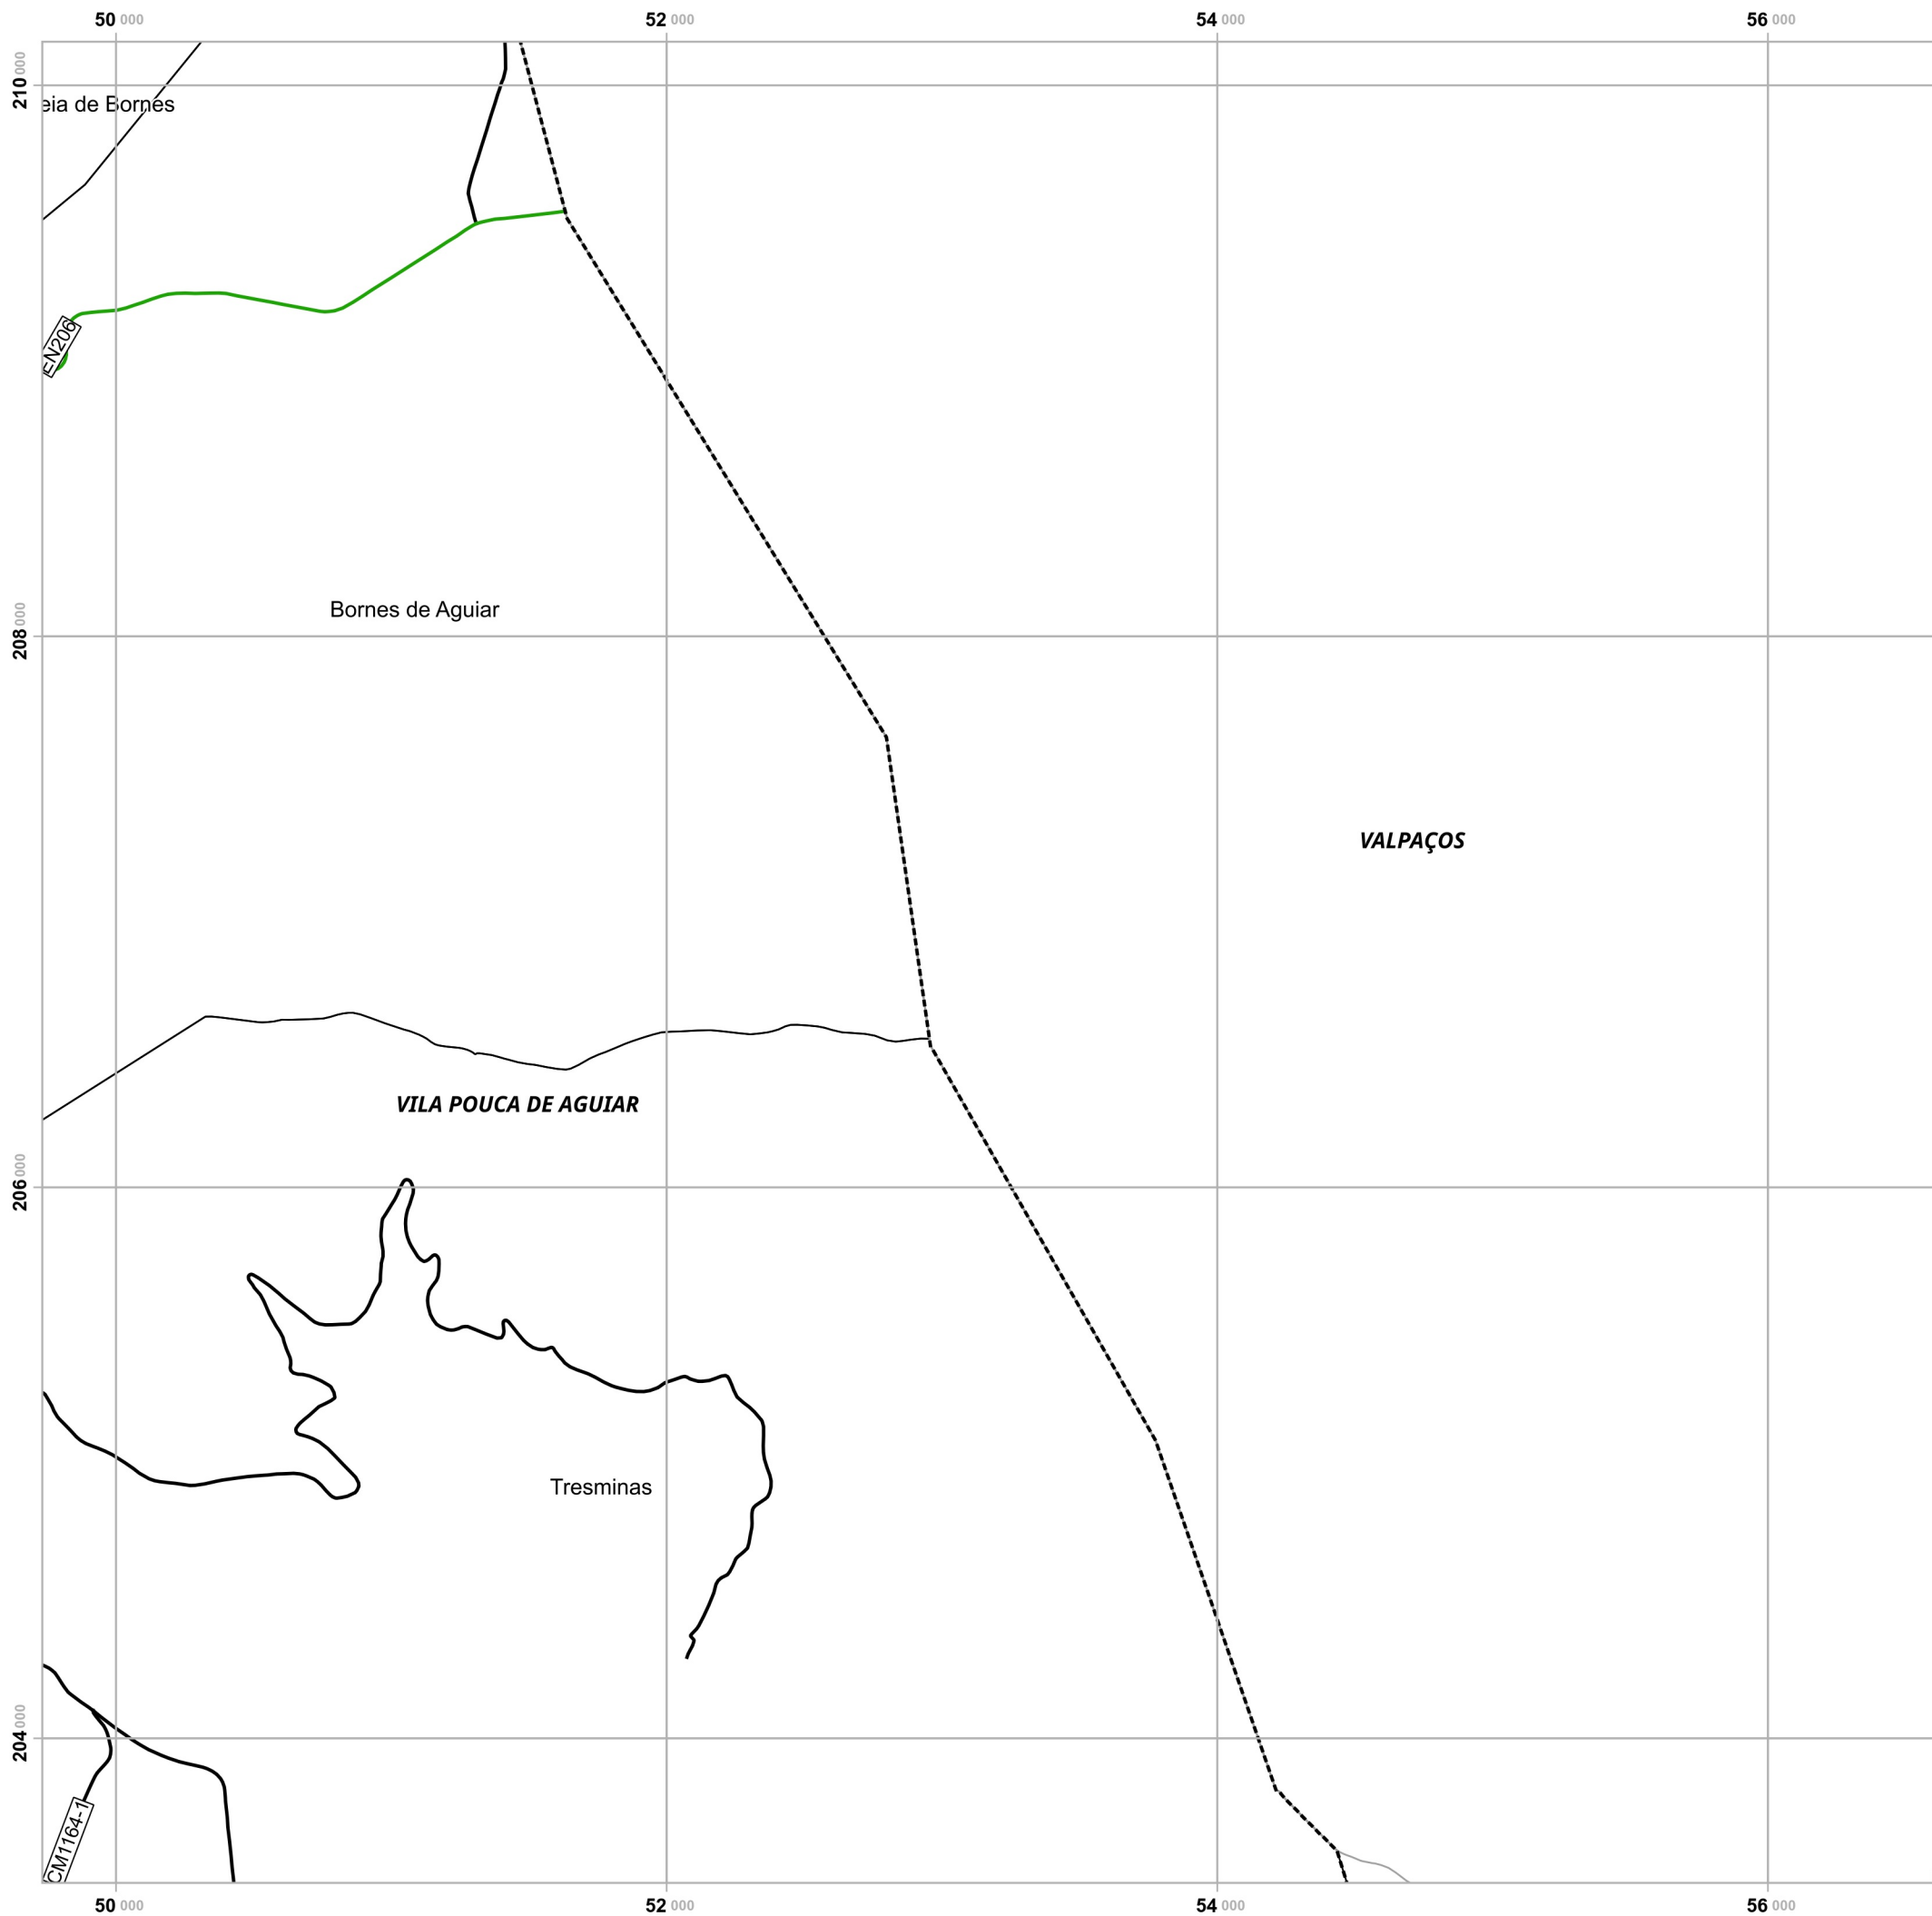 50 000 52 000 54 000 56 000
210 000
eia de Bornes
EN206
Bornes de Aguiar
208 000
VALPAÇOS
VILA POUCA DE AGUIAR
206 000
Tresminas
204 000
CM1164-1
50 000 52 000 54 000 56 000